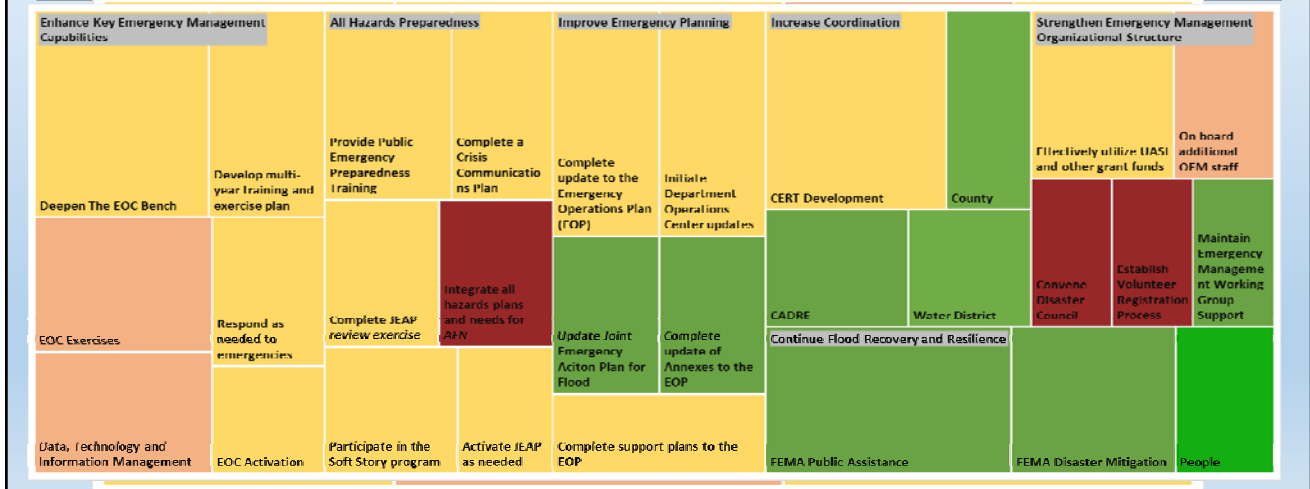 Enhance Key Emergency Management
Capabilities
Deepen The EOC Bench
Develop multi-
year training and
exercise plan
EOC Exercises
Respond as
needed to
emergencies
Data, Technology and
Information Management
EOC Activation
All Hazards Preparedness
Provide Public
Emergency
Preparedness
Training
Complete a
Crisis
Communicatio
ns Plan
Complete JEAP
review exercise
Integrate all
hazards plans
and needs for
AFN
Participate in the
Soft Story program
Activate JEAP
as needed
Improve Emergency Planning
Complete
update to the
Emergency
Operations Plan
(EOP)
Initiate
Department
Operations
Center updates
Update Joint
Emergency
Aciton Plan for
Flood
Complete
update of
Annexes to the
EOP
Complete support plans to the
EOP
Increase Coordination
CERT Development
County
CADRE
Water District
Continue Flood Recovery and Resilience
FEMA Public Assistance
FEMA Disaster Mitigation
People
Strengthen Emergency Management
Organizational Structure
Effectively utilize UASI
and other grant funds
On board
additional
OEM staff
Convene
Disaster
Council
Establish
Volunteer
Registration
Process
Maintain
Emergency
Manageme
nt Working
Group
Support